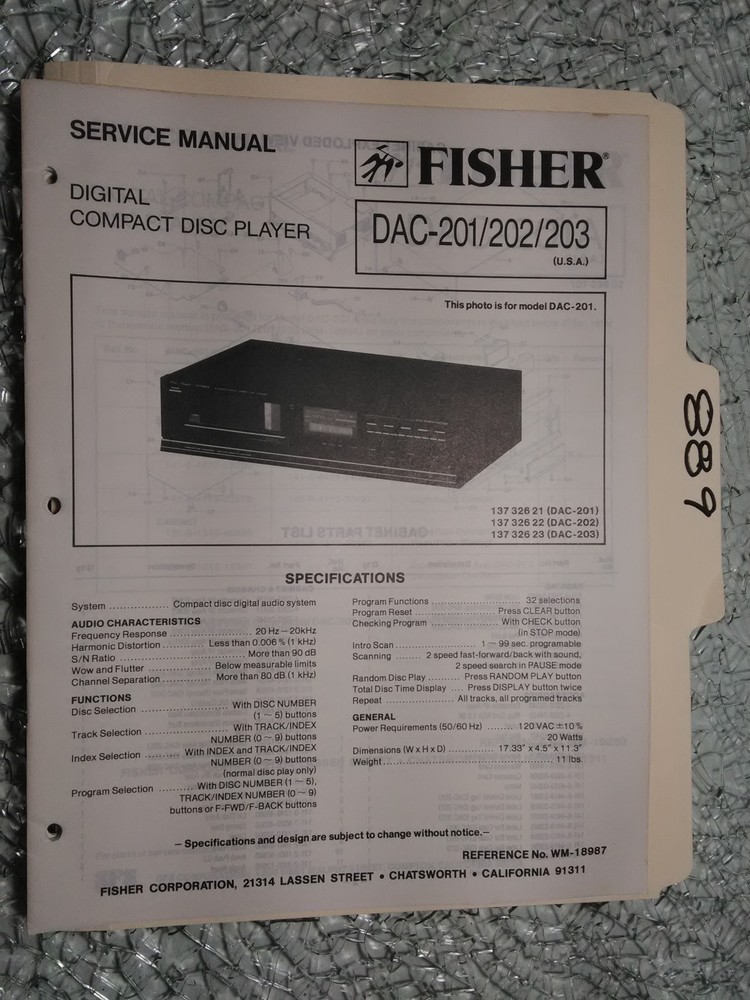 SERVICE MANUAL
FISHER®
DIGITAL
COMPACT DISC PLAYER
DAC-201/202/203
(U.S.A.)
This photo is for model DAC-201.
137 326 21 (DAC-201)
137 326 22 (DAC-202)
137 326 23 (DAC-203)
SPECIFICATIONS
System ................ Compact disc digital audio system
AUDIO CHARACTERISTICS
Frequency Response ...................... 20 Hz – 20kHz
Harmonic Distortion .......... Less than 0.006 % (1 kHz)
S/N Ratio ........................... More than 90 dB
Wow and Flutter ............ Below measurable limits
Channel Separation .......... More than 80 dB (1 kHz)
FUNCTIONS
Disc Selection ...................... With DISC NUMBER
(1 ~ 5) buttons
Track Selection ...................... With TRACK/INDEX
NUMBER (0 ~ 9) buttons
Index Selection ......... With INDEX and TRACK/INDEX
NUMBER (0 ~ 9) buttons
(normal disc play only)
Program Selection .......... With DISC NUMBER (1 ~ 5),
TRACK/INDEX NUMBER (0 ~ 9)
buttons or F-FWD/F-BACK buttons
Program Functions ...................... 32 selections
Program Reset .................... Press CLEAR button
Checking Program .................. With CHECK button
(in STOP mode)
Intro Scan ...................... 1 ~ 99 sec. programable
Scanning ........ 2 speed fast-forward/back with sound,
2 speed search in PAUSE mode
Random Disc Play .......... Press RANDOM PLAY button
Total Disc Time Display .... Press DISPLAY button twice
Repeat .................... All tracks, all programed tracks
GENERAL
Power Requirements (50/60 Hz) ....... 120 VAC ± 10 %
20 Watts
Dimensions (W x H x D) ............ 17.33" x 4.5" x 11.3"
Weight .......................................... 11 lbs.
– Specifications and design are subject to change without notice.–
REFERENCE No. WM-18987
FISHER CORPORATION, 21314 LASSEN STREET • CHATSWORTH • CALIFORNIA 91311
889